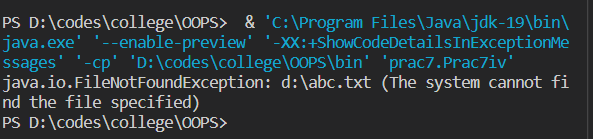 PS D:\codes\college\OOPS>  & 'C:\Program Files\Java\jdk-19\bin\
java.exe' '--enable-preview' '-XX:+ShowCodeDetailsInExceptionMe
ssages' '-cp' 'D:\codes\college\OOPS\bin' 'prac7.Prac7iv'
java.io.FileNotFoundException: d:\abc.txt (The system cannot fi
nd the file specified)
PS D:\codes\college\OOPS>